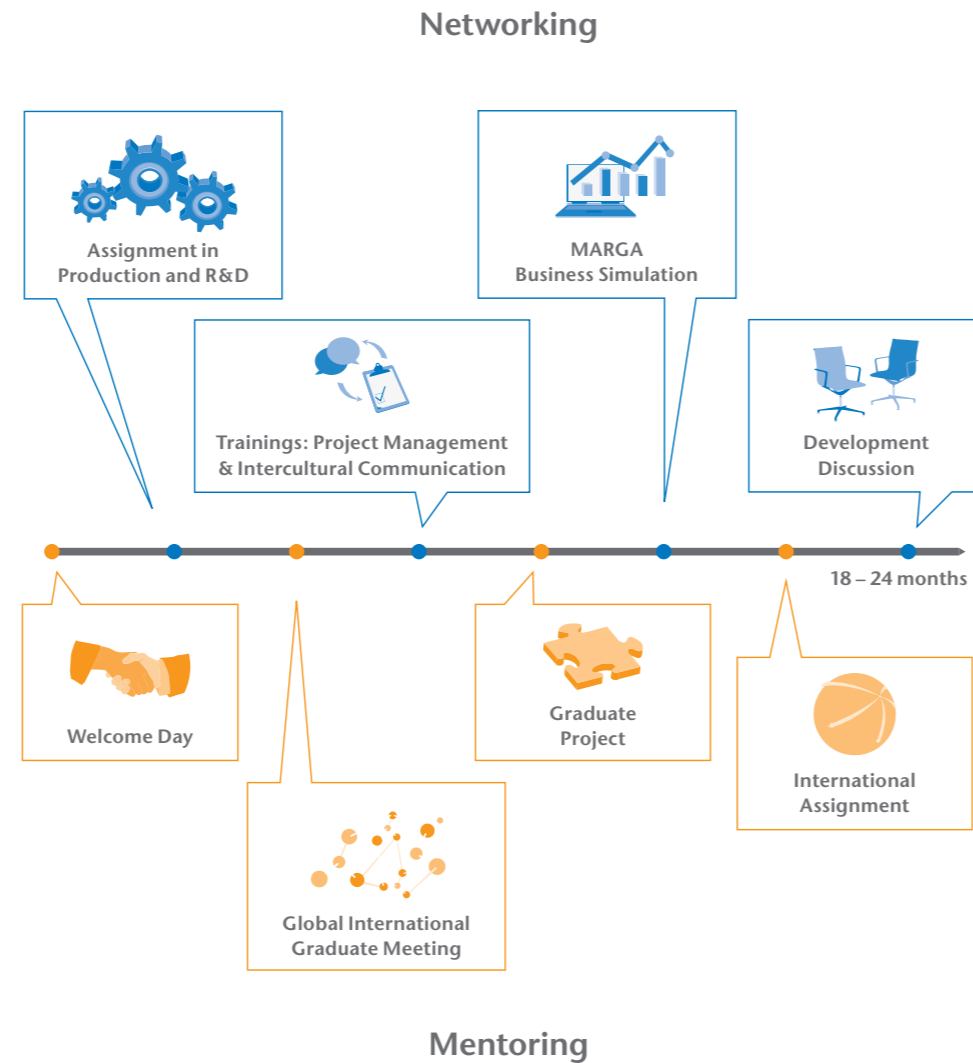 Networking
Assignment in
Production and R&D
MARGA
Business Simulation
Trainings: Project Management
& Intercultural Communication
Development
Discussion
18 – 24 months
Welcome Day
Graduate
Project
International
Assignment
Global International
Graduate Meeting
Mentoring